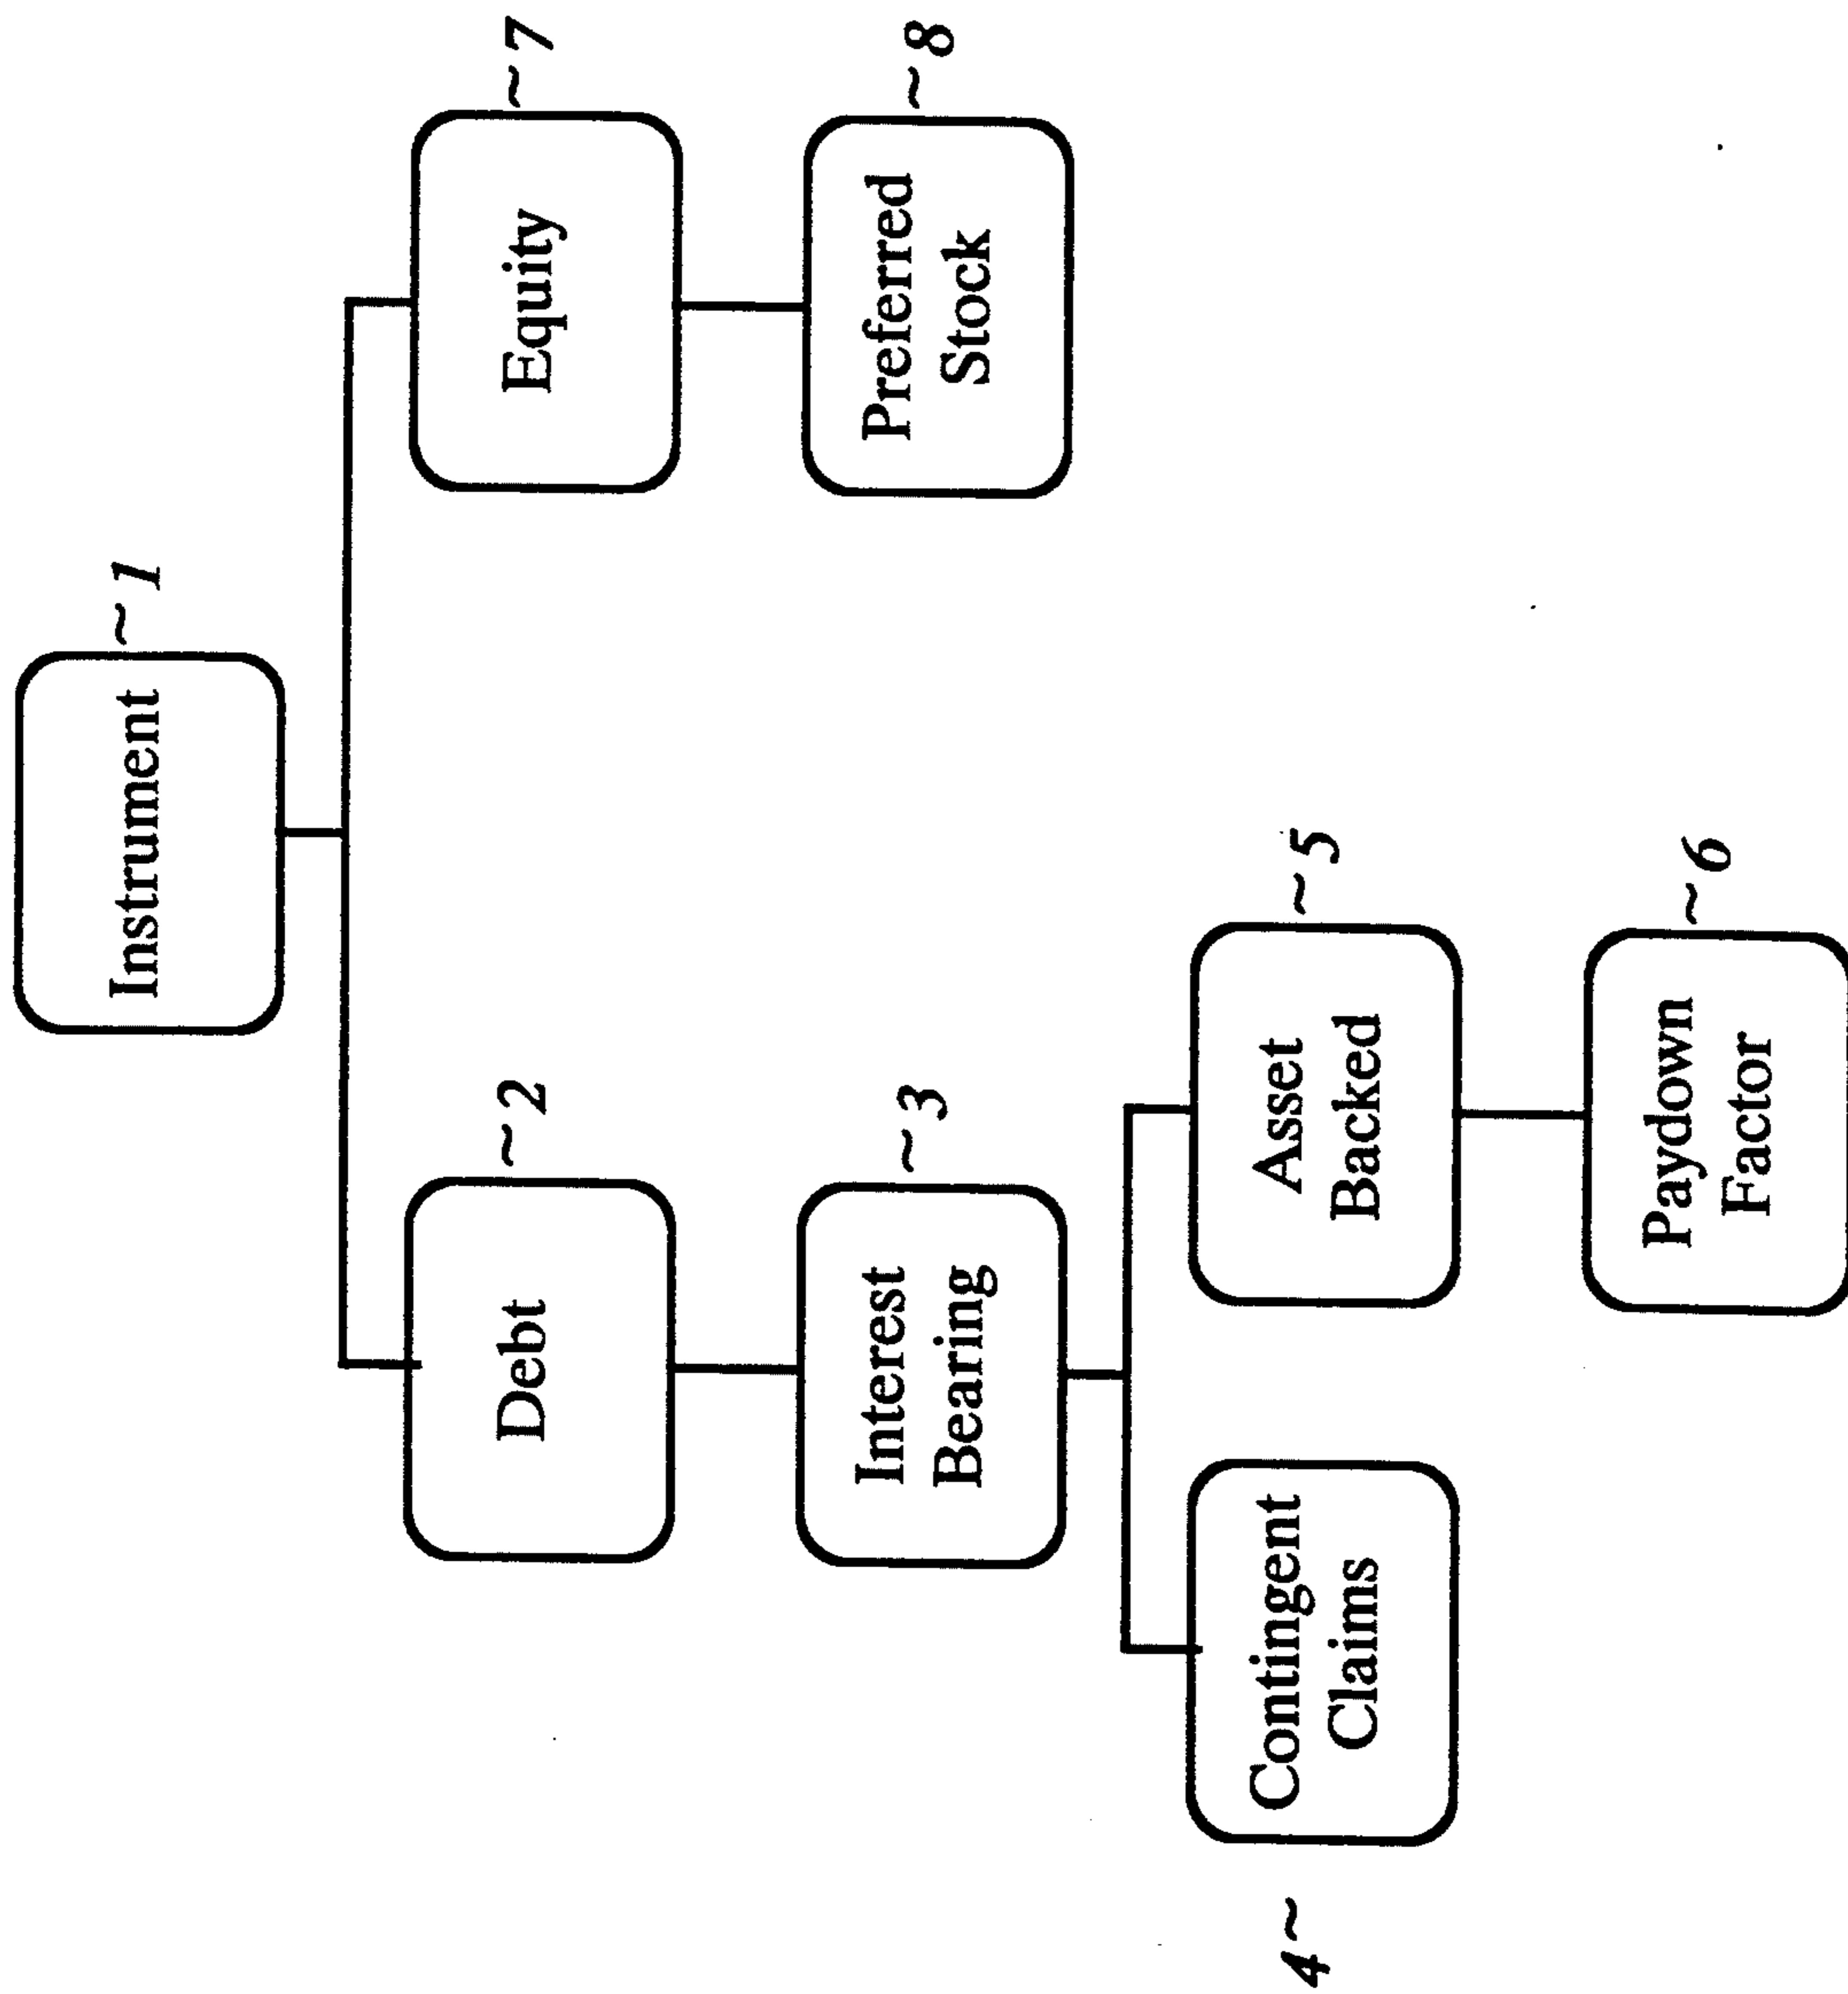 Instrument
~ 1
Debt
~ 2
Equity
~ 7
Interest
Bearing
~ 3
Preferred
Stock
~ 8
4 ~
Contingent
Claims
Asset
Backed
~ 5
Paydown
Factor
~ 6